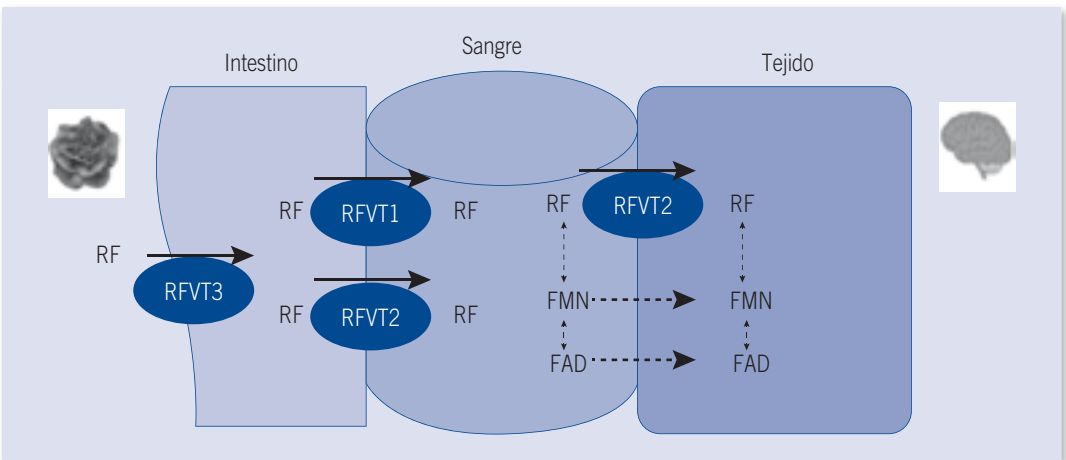 Intestino
Sangre
Tejido
RF
RFVT1
RF
RF
RFVT2
RF
RF
RFVT3
RF
RFVT2
RF
FMN
FMN
FAD
FAD